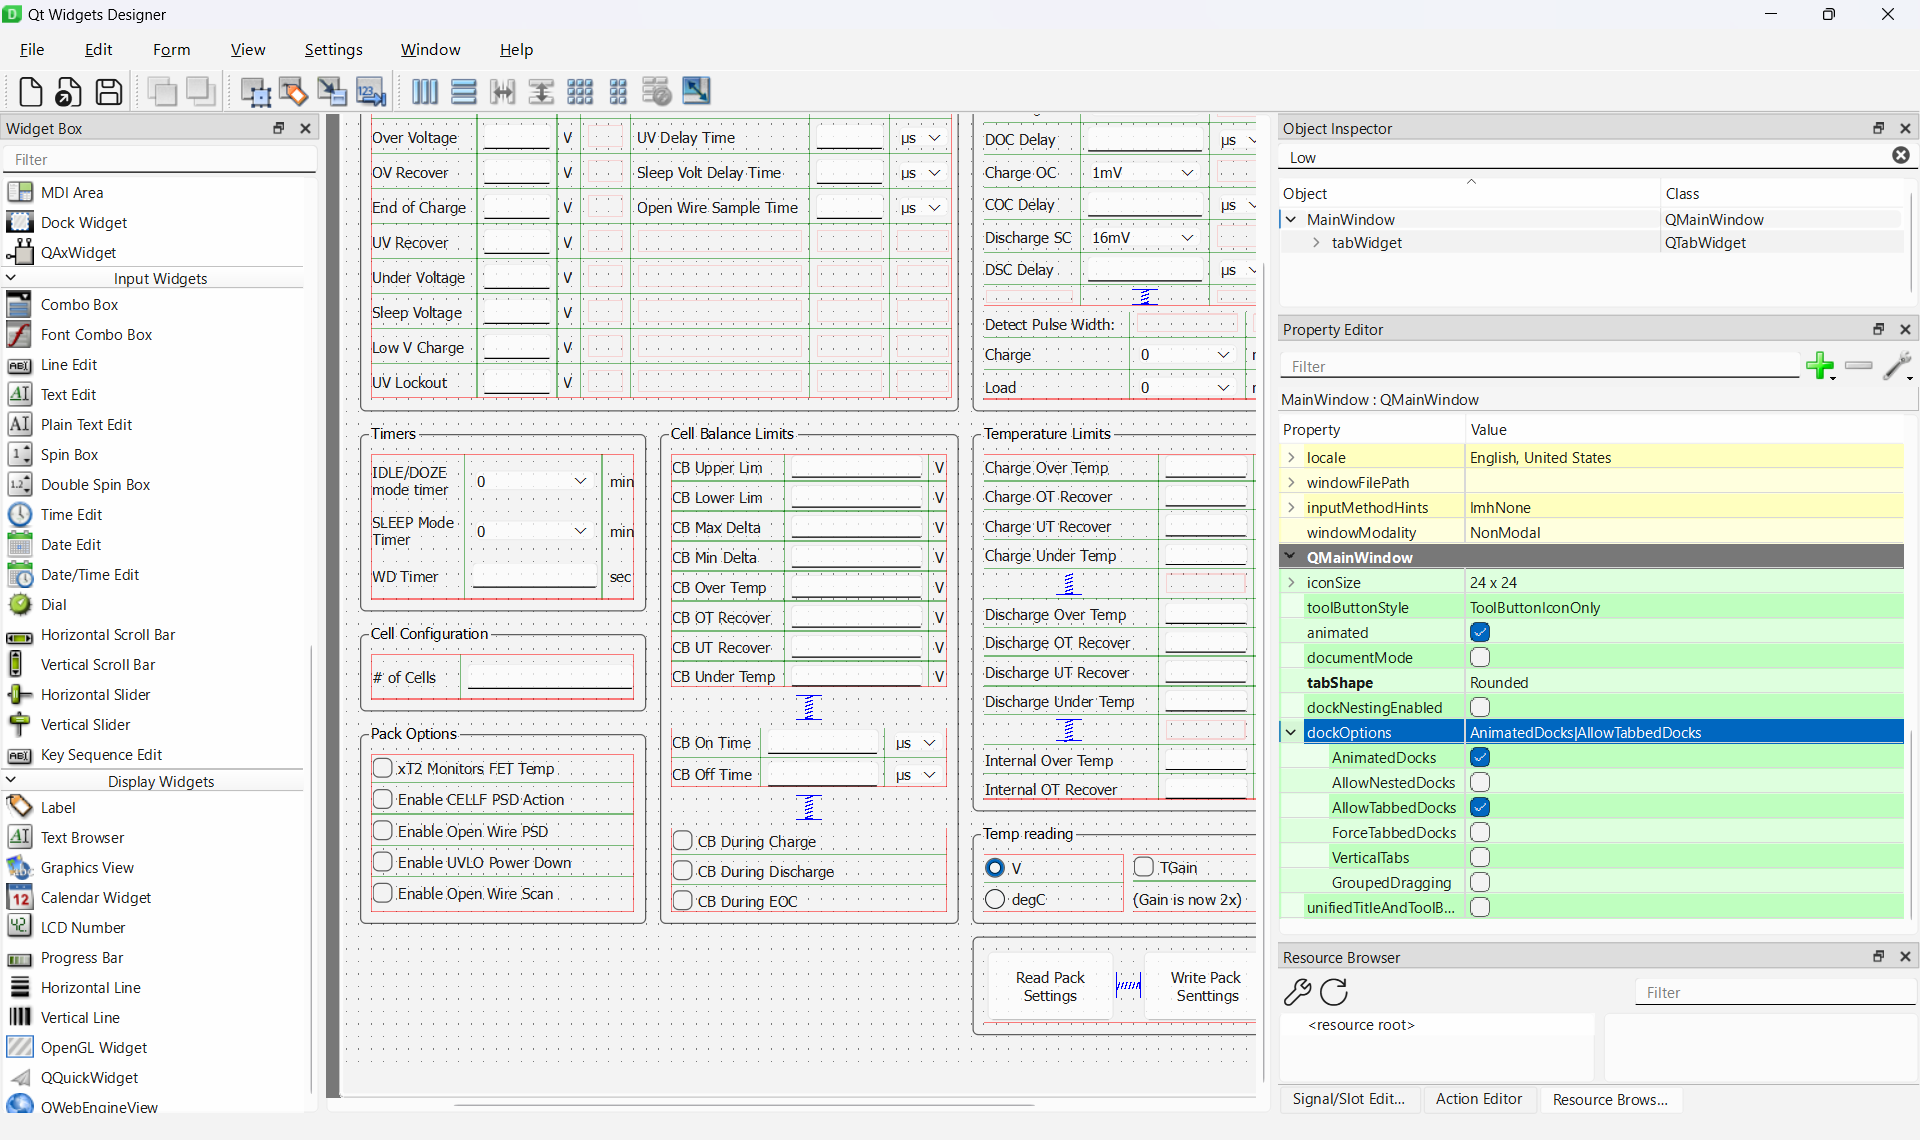 Qt Widgets Designer
File Edit Form View Settings Window Help
Widget Box
Filter
MDI Area
Dock Widget
QAxWidget
Input Widgets
Combo Box
Font Combo Box
Line Edit
Text Edit
Plain Text Edit
Spin Box
Double Spin Box
Time Edit
Date Edit
Date/Time Edit
Dial
Horizontal Scroll Bar
Vertical Scroll Bar
Horizontal Slider
Vertical Slider
Key Sequence Edit
Display Widgets
Label
Text Browser
Graphics View
Calendar Widget
LCD Number
Progress Bar
Horizontal Line
Vertical Line
OpenGL Widget
QQuickWidget
QWebEngineView
Over Voltage V UV Delay Time µs
OV Recover V Sleep Volt Delay Time µs
End of Charge V Open Wire Sample Time µs
UV Recover V
Under Voltage V
Sleep Voltage V
Low V Charge V
UV Lockout V
DOC Delay µs
Charge OC 1mV
COC Delay µs
Discharge SC 16mV
DSC Delay µs
Detect Pulse Width:
Charge 0
Load 0
Timers
IDLE/DOZE
mode timer 0 min
SLEEP Mode
Timer 0 min
WD Timer sec
Cell Configuration
# of Cells
Pack Options
xT2 Monitors FET Temp
Enable CELLF PSD Action
Enable Open Wire PSD
Enable UVLO Power Down
Enable Open Wire Scan
Cell Balance Limits
CB Upper Lim V
CB Lower Lim V
CB Max Delta V
CB Min Delta V
CB Over Temp V
CB OT Recover V
CB UT Recover V
CB Under Temp V
CB On Time µs
CB Off Time µs
CB During Charge
CB During Discharge
CB During EOC
Temperature Limits
Charge Over Temp
Charge OT Recover
Charge UT Recover
Charge Under Temp
Discharge Over Temp
Discharge OT Recover
Discharge UT Recover
Discharge Under Temp
Internal Over Temp
Internal OT Recover
Temp reading
V TGain
degC (Gain is now 2x)
Read Pack
Settings
Write Pack
Senttings
Object Inspector
Low
Object Class
MainWindow QMainWindow
tabWidget QTabWidget
Property Editor
Filter
MainWindow : QMainWindow
Property Value
locale English, United States
windowFilePath
inputMethodHints ImhNone
windowModality NonModal
QMainWindow
iconSize 24 x 24
toolButtonStyle ToolButtonIconOnly
animated
documentMode
tabShape Rounded
dockNestingEnabled
dockOptions AnimatedDocks|AllowTabbedDocks
AnimatedDocks
AllowNestedDocks
AllowTabbedDocks
ForceTabbedDocks
VerticalTabs
GroupedDragging
unifiedTitleAndToolB...
Resource Browser
Filter
<resource root>
Signal/Slot Edit... Action Editor Resource Brows...